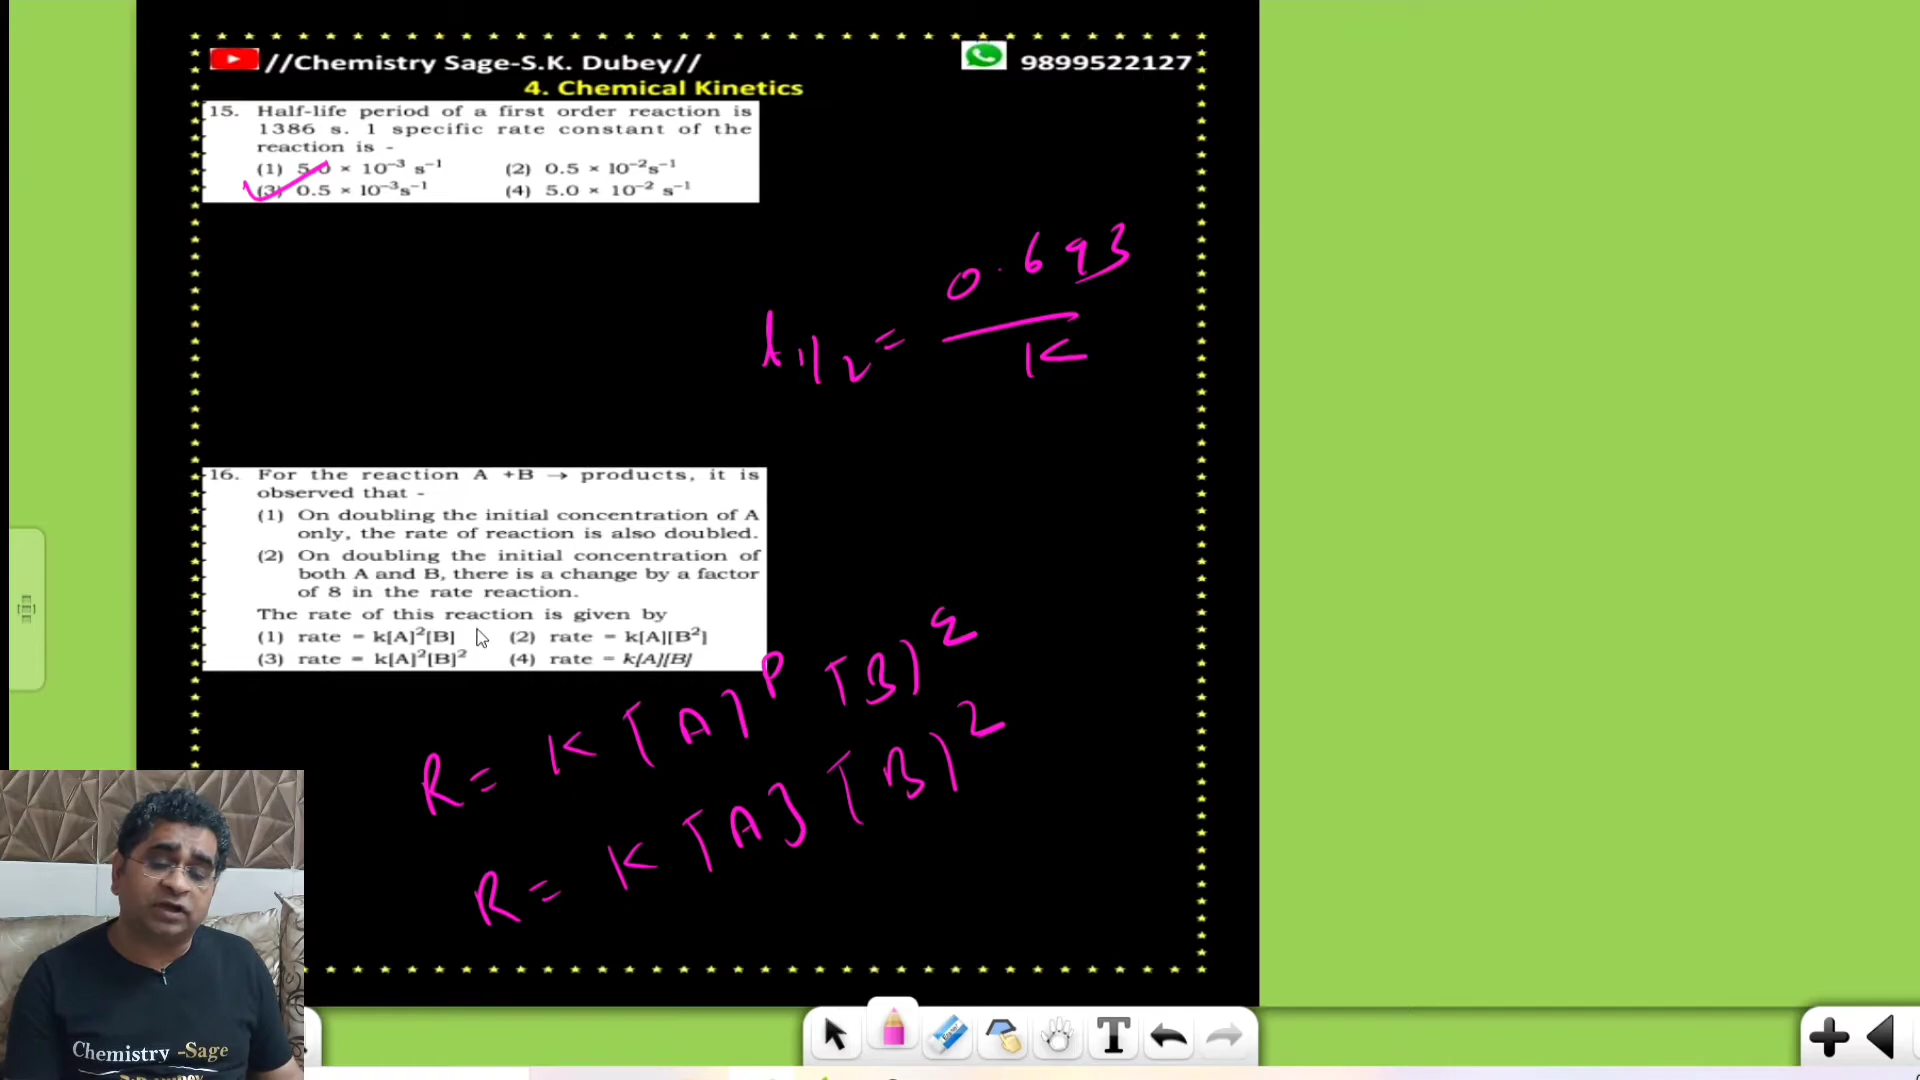 //Chemistry Sage-S.K. Dubey//
9899522127
4. Chemical Kinetics
15. Half-life period of a first order reaction is
1386 s. 1 specific rate constant of the
reaction is -
(1) 5.0 × 10⁻³ s⁻¹ (2) 0.5 × 10⁻²s⁻¹
(3) 0.5 × 10⁻³s⁻¹ (4) 5.0 × 10⁻² s⁻¹
t 1/2 = 0.693 / K
16. For the reaction A +B → products, it is
observed that -
(1) On doubling the initial concentration of A
only, the rate of reaction is also doubled.
(2) On doubling the initial concentration of
both A and B, there is a change by a factor
of 8 in the rate reaction.
The rate of this reaction is given by
(1) rate = k[A]²[B] (2) rate = k[A][B²]
(3) rate = k[A]²[B]² (4) rate = k[A][B]
R = K [A]ᵖ [B]
R = K [A] [B]²
Chemistry -Sage
T